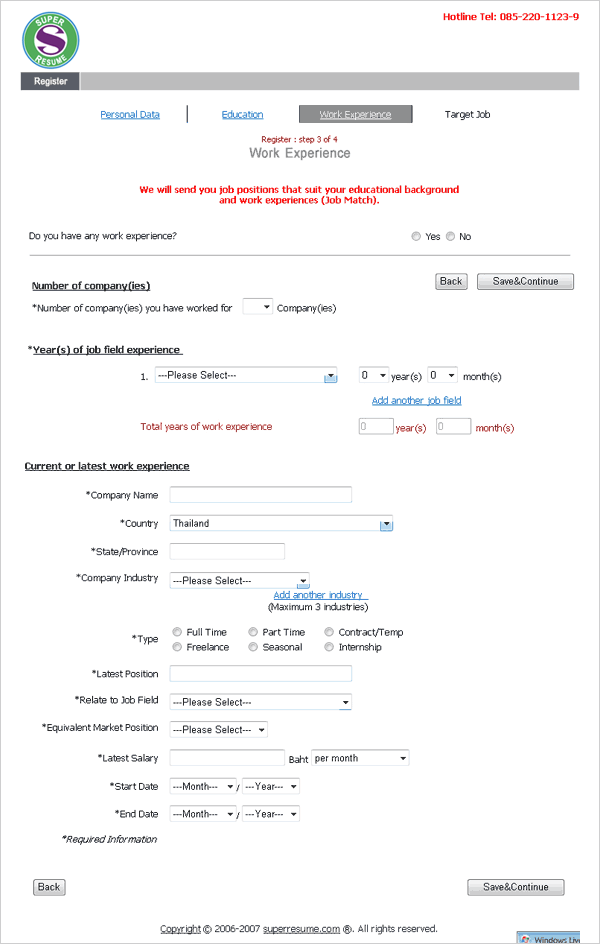 Hotline Tel: 085-220-1123-9
SUPER
S
RESUME
Register
Personal Data Education Work Experience Target Job
Register : step 3 of 4
Work Experience
We will send you job positions that suit your educational background
and work experiences (Job Match).
Do you have any work experience? Yes No
Number of company(ies) Back Save&Continue
*Number of company(ies) you have worked for Company(ies)
*Year(s) of job field experience
1. ---Please Select--- 0 year(s) 0 month(s)
Add another job field
Total years of work experience 0 year(s) 0 month(s)
Current or latest work experience
*Company Name
*Country Thailand
*State/Province
*Company Industry ---Please Select---
Add another industry
(Maximum 3 industries)
*Type Full Time Part Time Contract/Temp
Freelance Seasonal Internship
*Latest Position
*Relate to Job Field ---Please Select---
*Equivalent Market Position ---Please Select---
*Latest Salary Baht per month
*Start Date ---Month--- / ---Year---
*End Date ---Month--- / ---Year---
*Required Information
Back Save&Continue
Copyright © 2006-2007 superresume.com ®. All rights reserved.
Windows Live